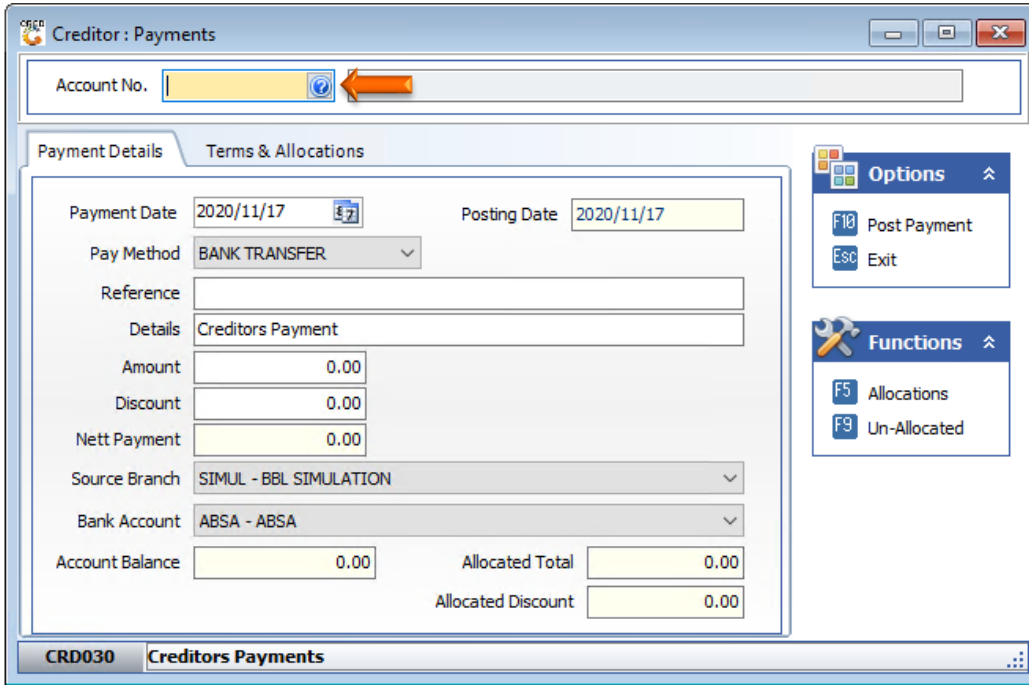 CRCD Creditor : Payments
Account No. ?
Payment Details Terms & Allocations
Options
Payment Date 2020/11/17 7 Posting Date 2020/11/17
F10 Post Payment
Pay Method BANK TRANSFER
Esc Exit
Reference
Details Creditors Payment
Functions
Amount 0.00
F5 Allocations
Discount 0.00
F9 Un-Allocated
Nett Payment 0.00
Source Branch SIMUL - BBL SIMULATION
Bank Account ABSA - ABSA
Account Balance 0.00 Allocated Total 0.00
Allocated Discount 0.00
CRD030 Creditors Payments